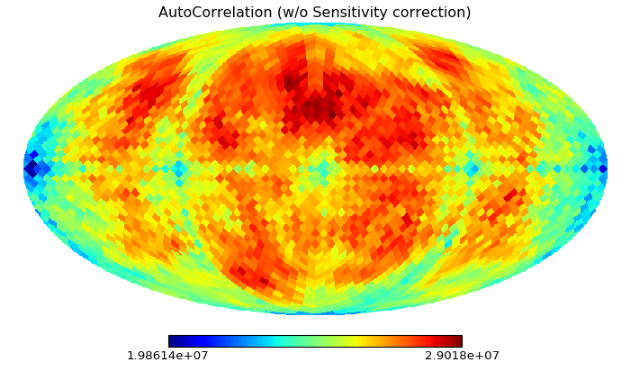 AutoCorrelation (w/o Sensitivity correction)
1.98614e+07 2.9018e+07